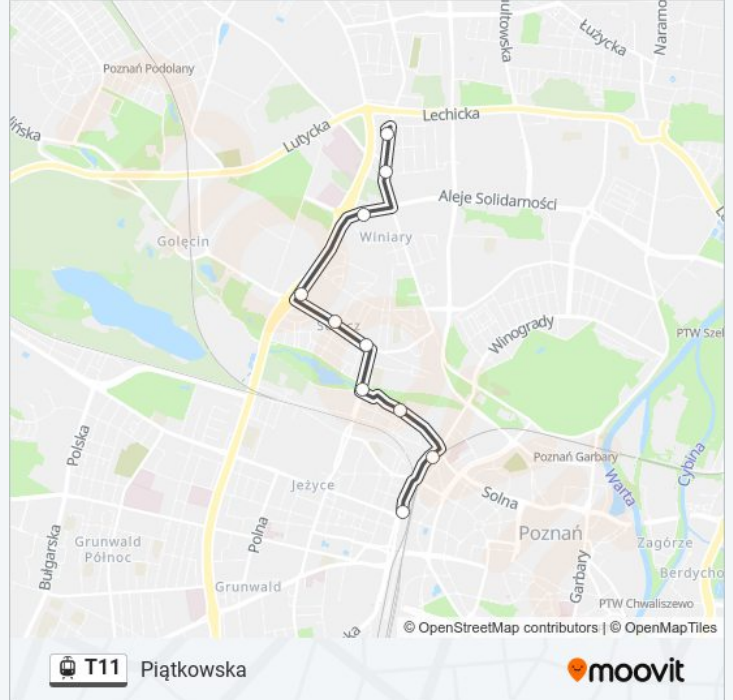 Łużycka
Naramo
Poznań Podolany
Lechicka
Lutycka
Aleje Solidarności
Golęcin
Winiary
Winogrady
PTW Szel
Polska
Poznań Garbary
Cybina
Warta
Jeżyce
Solna
Bułgarska
Grunwald
Północ
Polna
Poznań
Zagórze
Garbary
Berdycho
Grunwald
PTW Chwaliszewo
© OpenStreetMap contributors | © OpenMapTiles
T11 Piątkowska
moovit